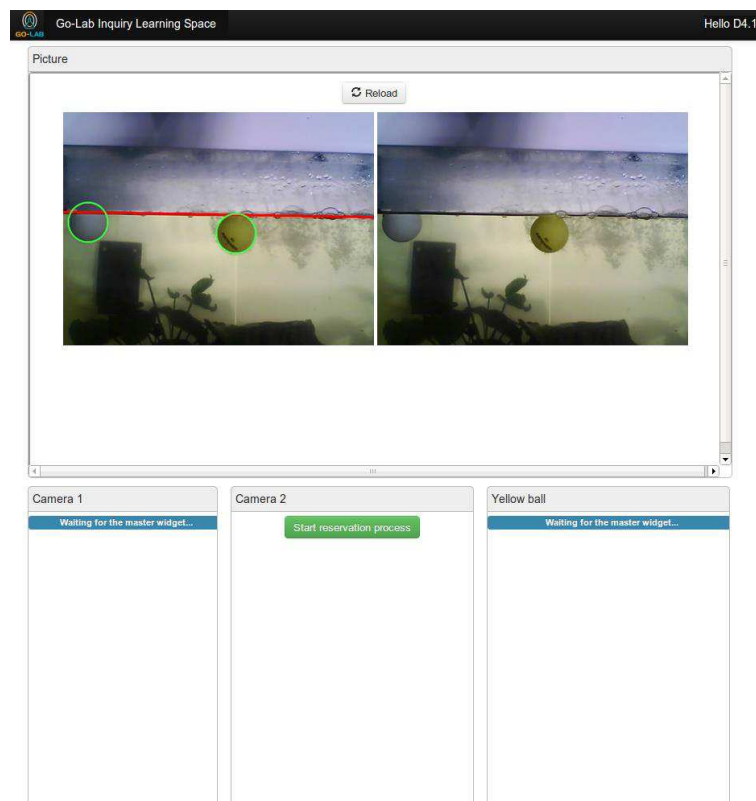 GO-LAB
Go-Lab Inquiry Learning Space
Hello D4.1
Picture
Reload
Camera 1
Camera 2
Yellow ball
Waiting for the master widget...
Start reservation process
Waiting for the master widget...